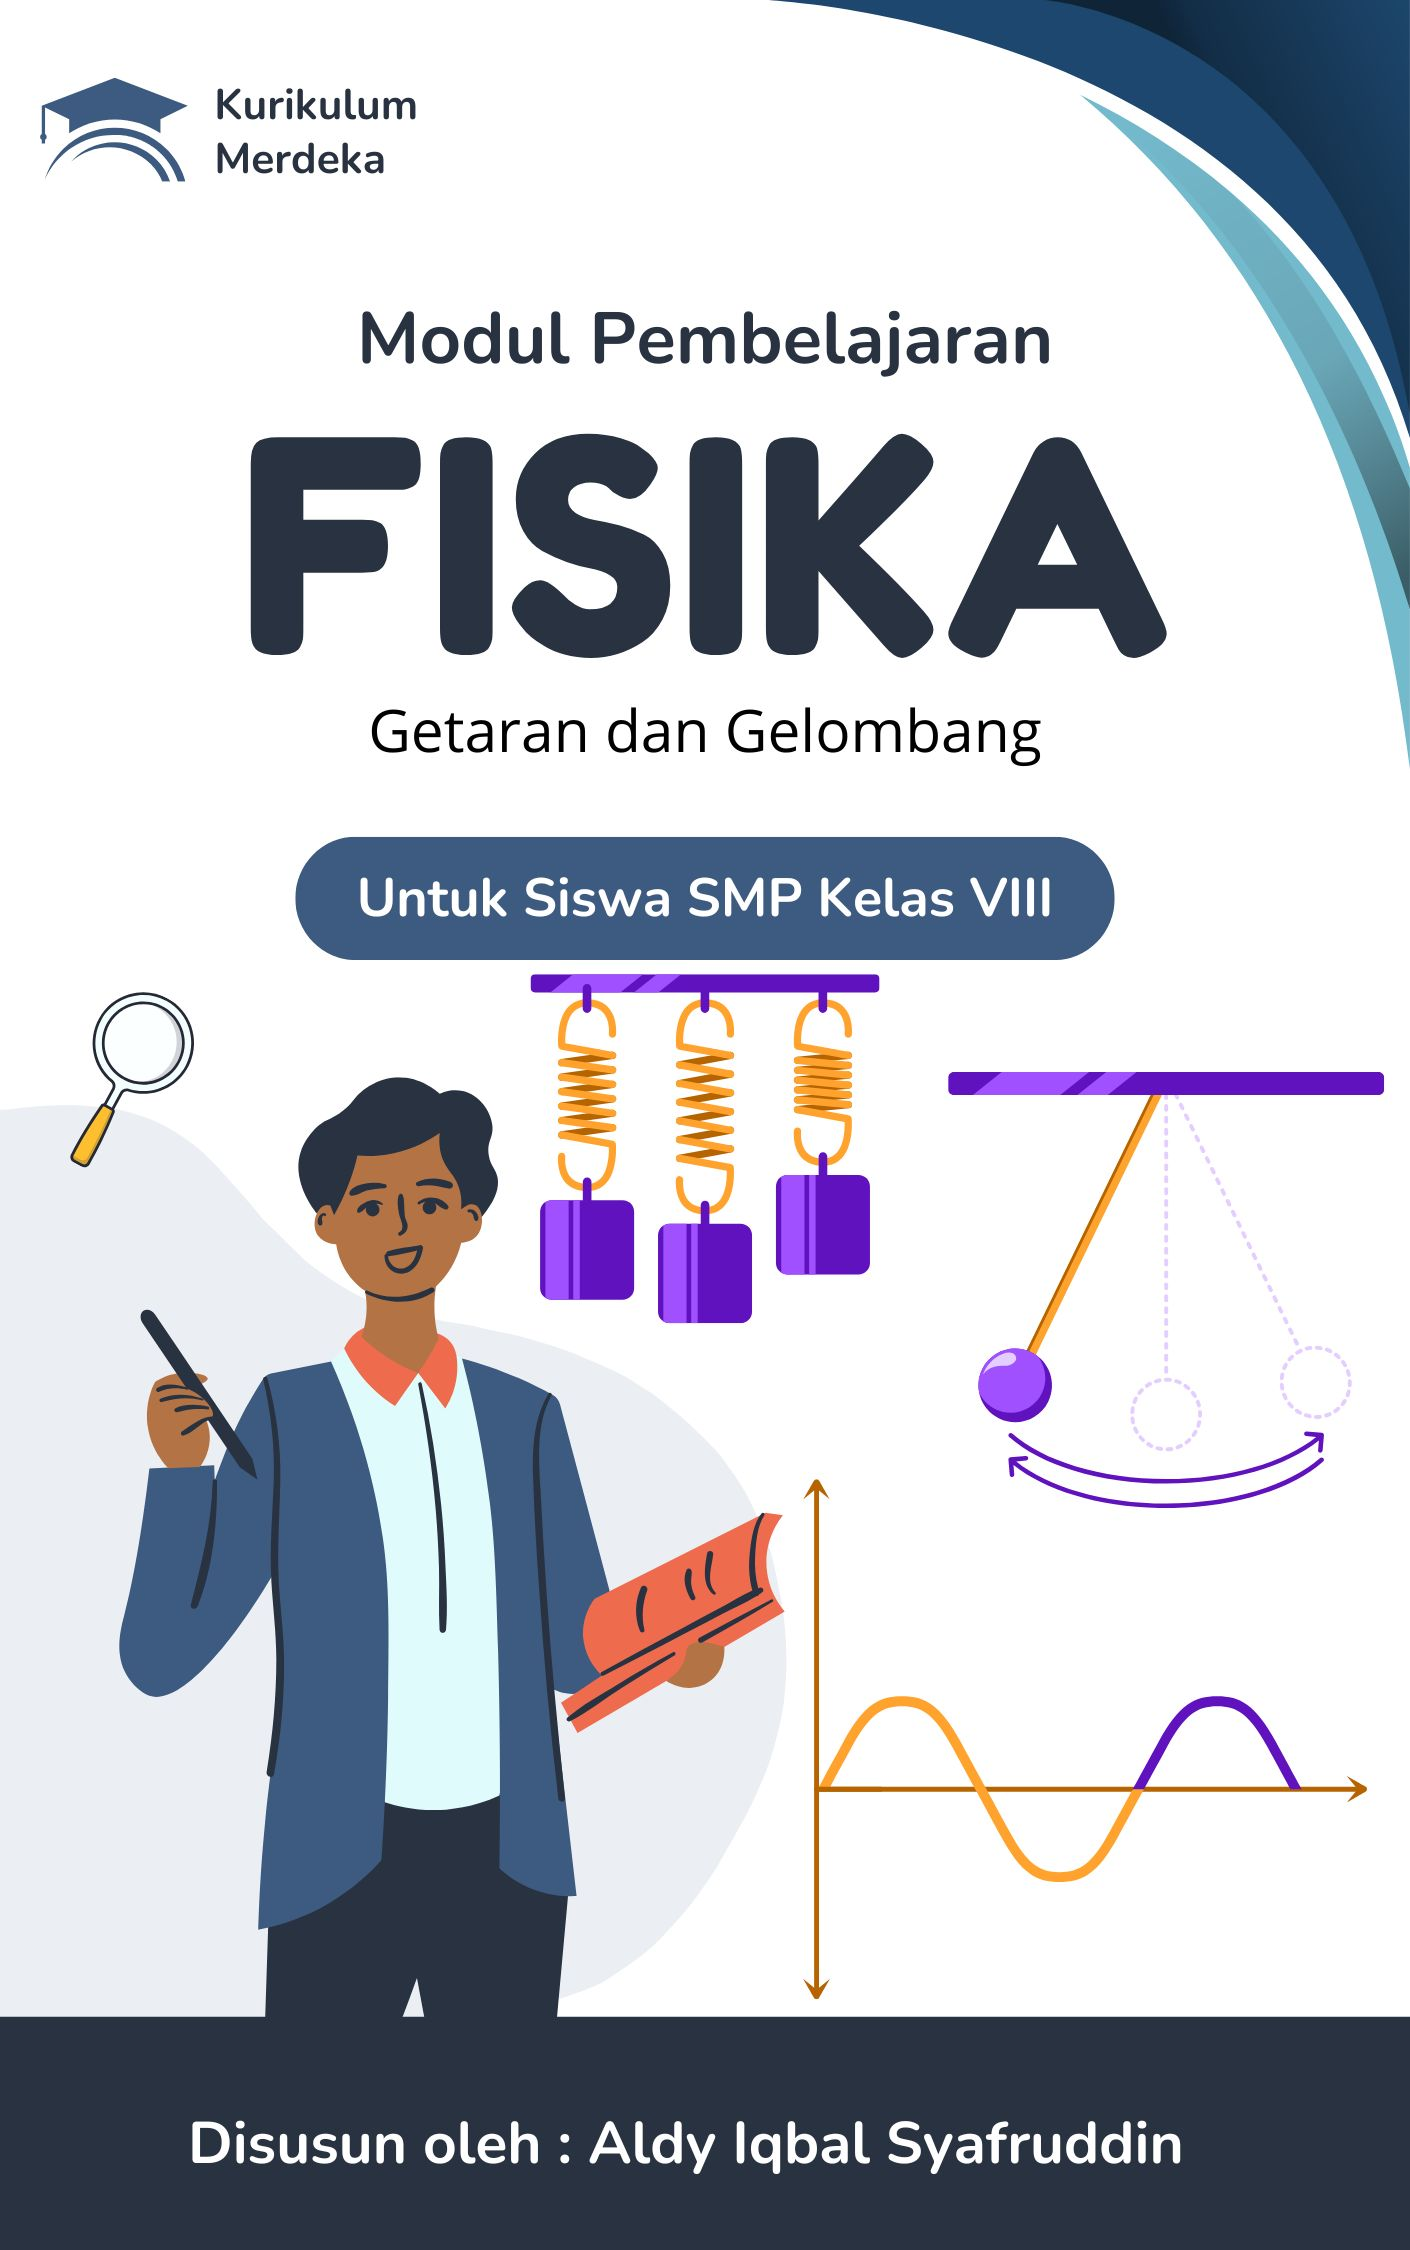 Kurikulum
Merdeka
Modul Pembelajaran
FISIKA
Getaran dan Gelombang
Untuk Siswa SMP Kelas VIII
Disusun oleh : Aldy Iqbal Syafruddin